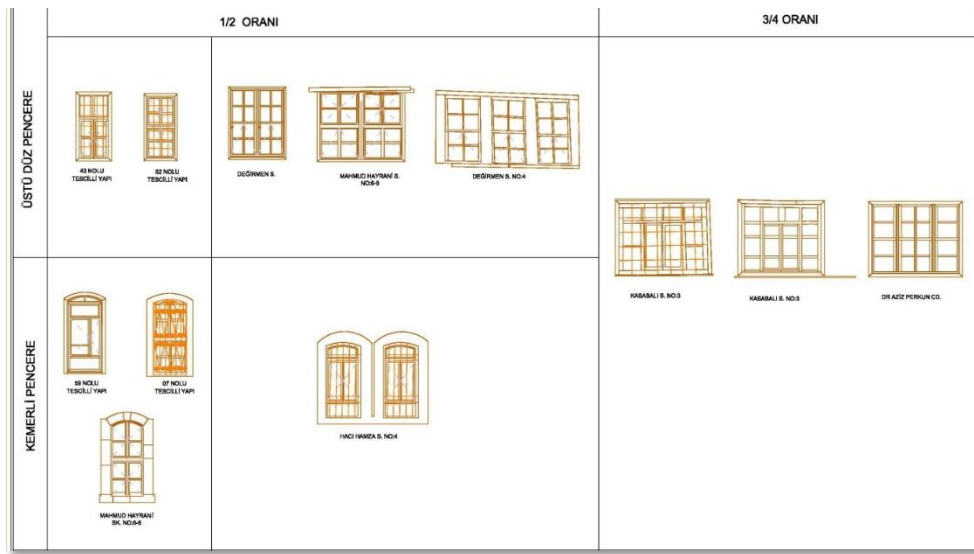 1/2 ORANI
3/4 ORANI
ÜSTÜ DÜZ PENCERE
43 NOLU
TESCİLLİ YAPI
82 NOLU
TESCİLLİ YAPI
DEĞİRMEN S.
MAHMUD HAYRANİ S.
NO:6-8
DEĞİRMEN S. NO:4
KASABALI S. NO:3
KASABALI S. NO:3
DR AZİZ PERKUN CD.
KEMERLİ PENCERE
59 NOLU
TESCİLLİ YAPI
07 NOLU
TESCİLLİ YAPI
MAHMUD HAYRANİ
SK. NO:6-8
HACI HAMZA S. NO:4